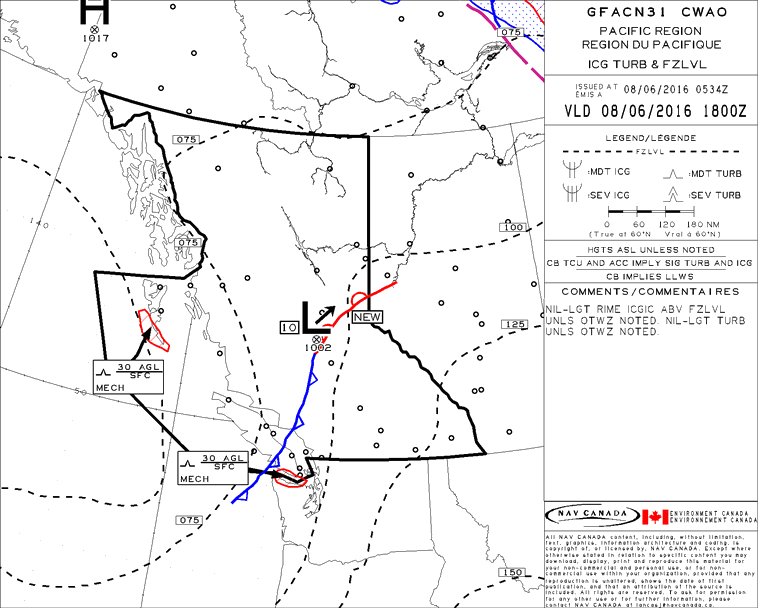 H
1017
075
GFACN31 CWAO
PACIFIC REGION
REGION DU PACIFIQUE
ICG TURB & FZLVL
ISSUED AT 08/06/2016 0534Z
ÉMIS A
VLD 08/06/2016 1800Z
LEGEND/LÉGENDE
FZLVL
:MDT ICG
:MDT TURB
:SEV ICG
:SEV TURB
0 60 120 180 NM
(True at 60°N Vrai à 60°N)
HGTS ASL UNLESS NOTED
CB TCU AND ACC IMPLY SIG TURB AND ICG
CB IMPLIES LLWS
COMMENTS/COMMENTAIRES
NIL-LGT RIME ICGIC ABV FZLVL
UNLS OTWZ NOTED. NIL-LGT TURB
UNLS OTWZ NOTED.
075
140
075
100
10
L
NEW
1002
125
30 AGL
SFC
MECH
50
30 AGL
SFC
MECH
075
150
NAV CANADA
ENVIRONMENT CANADA
ENVIRONNEMENT CANADA
All NAV CANADA content, including, without limitation,
text, graphics, information architecture and coding, is
copyright of, or licensed by, NAV CANADA. Except where
otherwise stated in relation to specific content you may
download, display, print and reproduce this material for
your non-commercial and personal use, or for non-
commercial use within your organization, provided that any
reproduction is unaltered, shows the date of first
publication, and that an attribution of the source is
included. All rights are reserved. To ask for permission
for any other use or for further information, please
contact NAV CANADA at